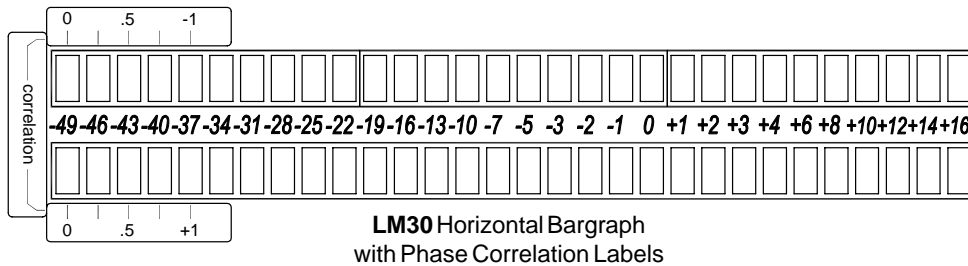 0 .5 -1
correlation
-49 -46 -43 -40 -37 -34 -31 -28 -25 -22 -19 -16 -13 -10 -7 -5 -3 -2 -1 0 +1 +2 +3 +4 +6 +8 +10 +12 +14 +16
0 .5 +1
LM30 Horizontal Bargraph
with Phase Correlation Labels